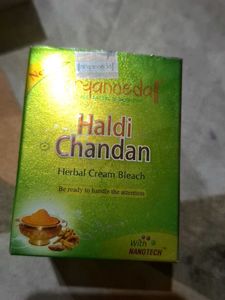 Haldi
Chandan
Herbal Cream Bleach
Be ready to handle the attention
With
NANOTECH